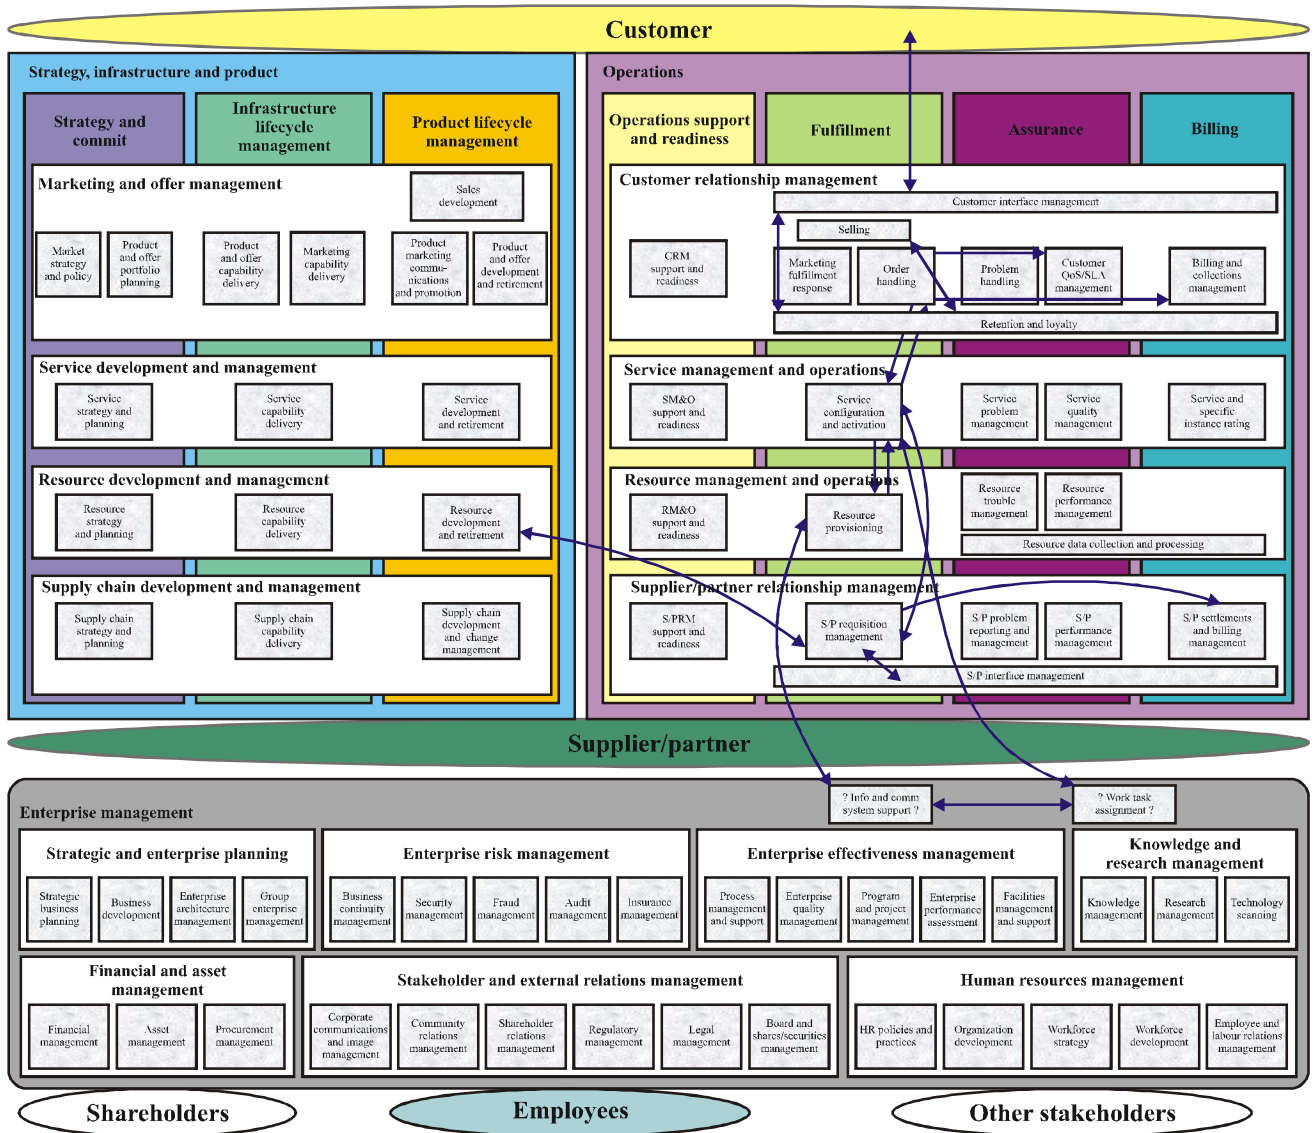 Customer
Strategy, infrastructure and product
Strategy and
commit
Infrastructure
lifecycle
management
Product lifecycle
management
Marketing and offer management
Sales
development
Market
strategy
and policy
Product
and offer
portfolio
planning
Product
and offer
capability
delivery
Marketing
capability
delivery
Product
marketing
commu-
nications
and promotion
Product
and offer
development
and retirement
Service development and management
Service
strategy and
planning
Service
capability
delivery
Service
development
and retirement
Resource development and management
Resource
strategy
and planning
Resource
capability
delivery
Resource
development
and retirement
Supply chain development and management
Supply chain
strategy and
planning
Supply chain
capability
delivery
Supply chain
development
and change
management
Operations
Operations support
and readiness
Fulfillment
Assurance
Billing
Customer relationship management
Customer interface management
Selling
CRM
support and
readiness
Marketing
fulfillment
response
Order
handling
Problem
handling
Customer
QoS/SLA
management
Billing and
collections
management
Retention and loyalty
Service management and operations
SM&O
support and
readiness
Service
configuration
and activation
Service
problem
management
Service
quality
management
Service and
specific
instance rating
Resource management and operations
RM&O
support and
readiness
Resource
provisioning
Resource
trouble
management
Resource
performance
management
Resource data collection and processing
Supplier/partner relationship management
S/PRM
support and
readiness
S/P requisition
management
S/P problem
reporting and
management
S/P
performance
management
S/P settlements
and billing
management
S/P interface management
Supplier/partner
Enterprise management
? Info and comm
system support ?
? Work task
assignment ?
Strategic and enterprise planning
Strategic
business
planning
Business
development
Enterprise
architecture
management
Group
enterprise
management
Enterprise risk management
Business
continuity
management
Security
management
Fraud
management
Audit
management
Insurance
management
Enterprise effectiveness management
Process
management
and support
Enterprise
quality
management
Program
and project
management
Enterprise
performance
assessment
Facilities
management
and support
Knowledge and
research management
Knowledge
management
Research
management
Technology
scanning
Financial and asset
management
Financial
management
Asset
management
Procurement
management
Stakeholder and external relations management
Corporate
communications
and image
management
Community
relations
management
Shareholder
relations
management
Regulatory
management
Legal
management
Board and
shares/securities
management
Human resources management
HR policies and
practices
Organization
development
Workforce
strategy
Workforce
development
Employee and
labour relations
management
Shareholders
Employees
Other stakeholders